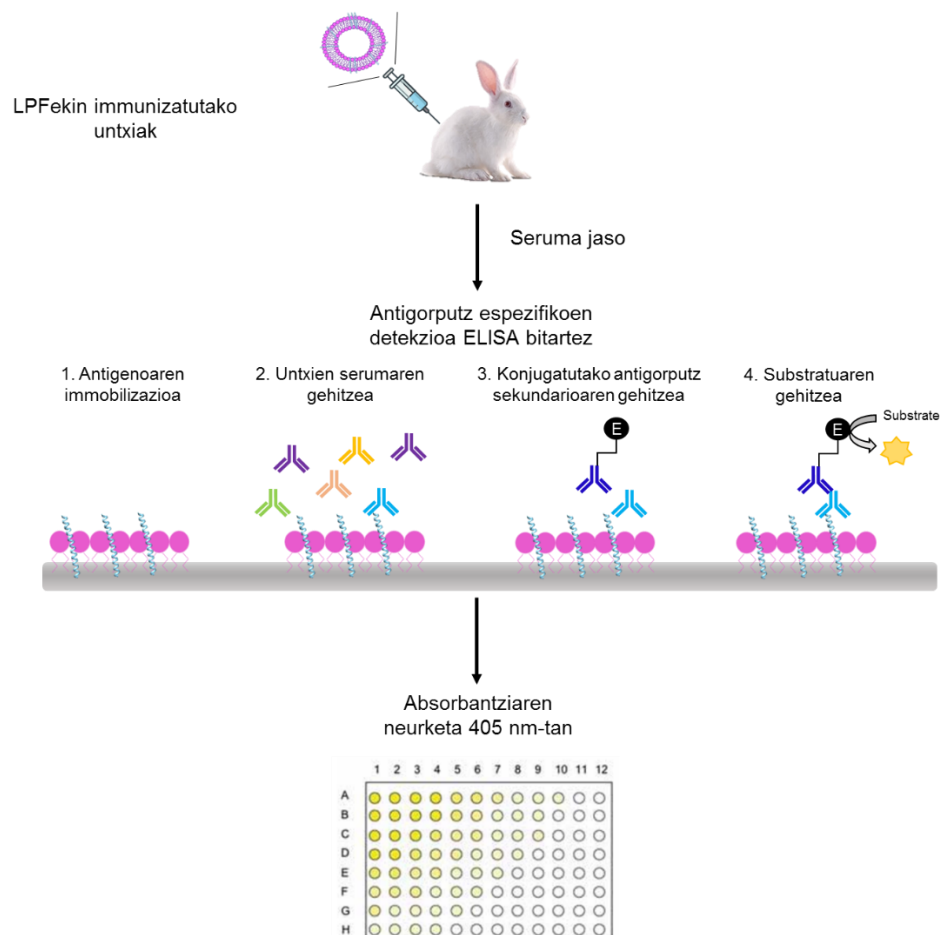 LPFekin immunizatutako
untxiak
Seruma jaso
Antigorputz espezifikoen
detekzioa ELISA bitartez
1. Antigenoaren
immobilizazioa
2. Untxien serumaren
gehitzea
3. Konjugatutako antigorputz
sekundarioaren gehitzea
4. Substratuaren
gehitzea
E
E
Substrate
Absorbantziaren
neurketa 405 nm-tan
1 2 3 4 5 6 7 8 9 10 11 12
A
B
C
D
E
F
G
H